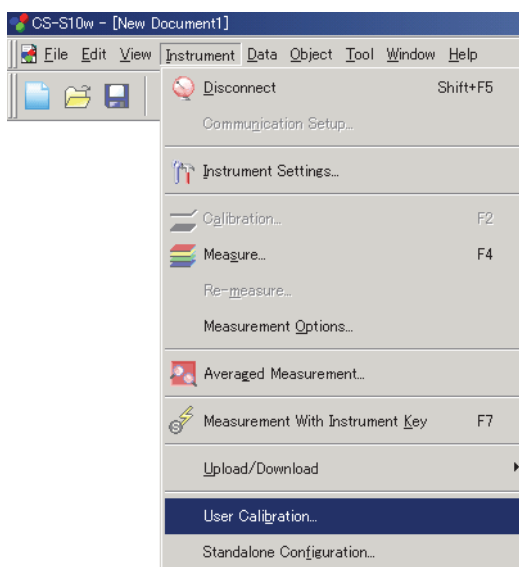 CS-S10w - [New Document1]
File Edit View Instrument Data Object Tool Window Help
Disconnect Shift+F5
Communication Setup...
Instrument Settings...
Calibration... F2
Measure... F4
Re-measure...
Measurement Options...
Averaged Measurement...
Measurement With Instrument Key F7
Upload/Download
User Calibration...
Standalone Configuration...